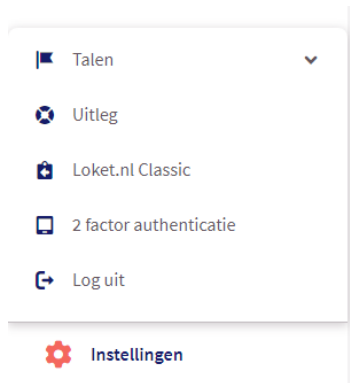 Talen
Uitleg
Loket.nl Classic
2 factor authenticatie
Log uit
Instellingen